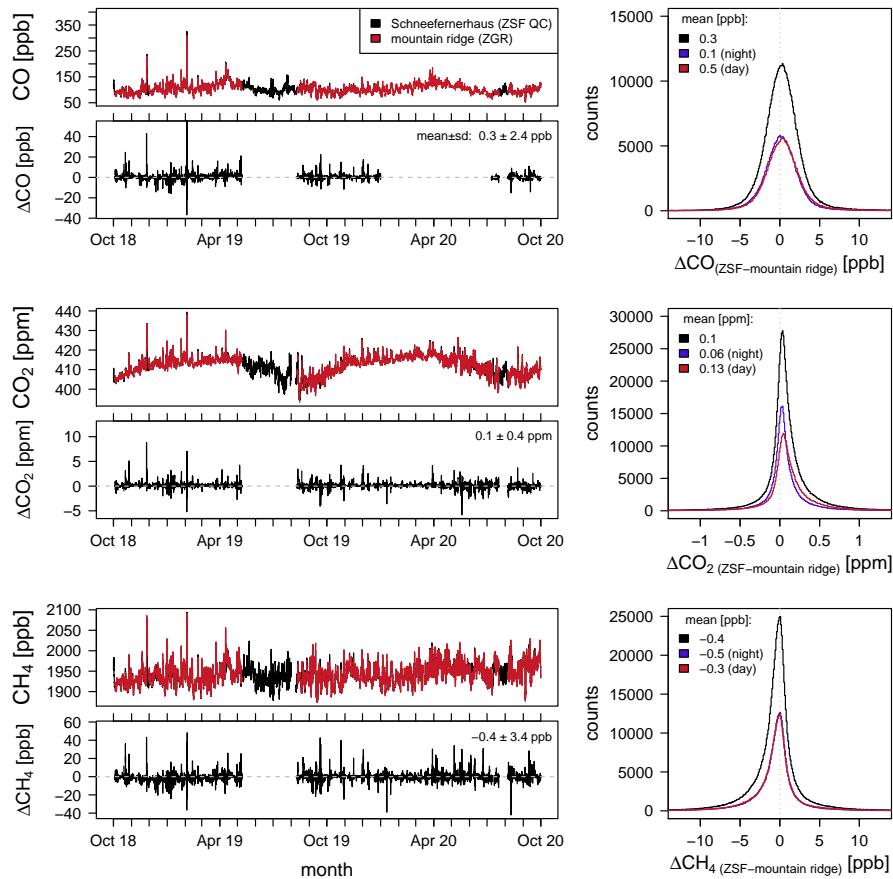 CO [ppb]
350
300
250
200
150
100
50
Schneefernerhaus (ZSF QC)
mountain ridge (ZGR)
ΔCO [ppb]
40
20
0
−20
−40
mean±sd: 0.3 ± 2.4 ppb
Oct 18
Apr 19
Oct 19
Apr 20
Oct 20
counts
15000
10000
5000
0
mean [ppb]:
0.3
0.1 (night)
0.5 (day)
−10
−5
0
5
10
ΔCO(ZSF−mountain ridge) [ppb]
CO2 [ppm]
440
430
420
410
400
ΔCO2 [ppm]
10
5
0
−5
0.1 ± 0.4 ppm
Oct 18
Apr 19
Oct 19
Apr 20
Oct 20
counts
30000
25000
20000
15000
10000
5000
0
mean [ppm]:
0.1
0.06 (night)
0.13 (day)
−1
−0.5
0
0.5
1
ΔCO2 (ZSF−mountain ridge) [ppm]
CH4 [ppb]
2100
2050
2000
1950
1900
ΔCH4 [ppb]
60
40
20
0
−20
−40
−0.4 ± 3.4 ppb
Oct 18
Apr 19
Oct 19
Apr 20
Oct 20
month
counts
25000
20000
15000
10000
5000
0
mean [ppb]:
−0.4
−0.5 (night)
−0.3 (day)
−10
−5
0
5
10
ΔCH4 (ZSF−mountain ridge) [ppb]